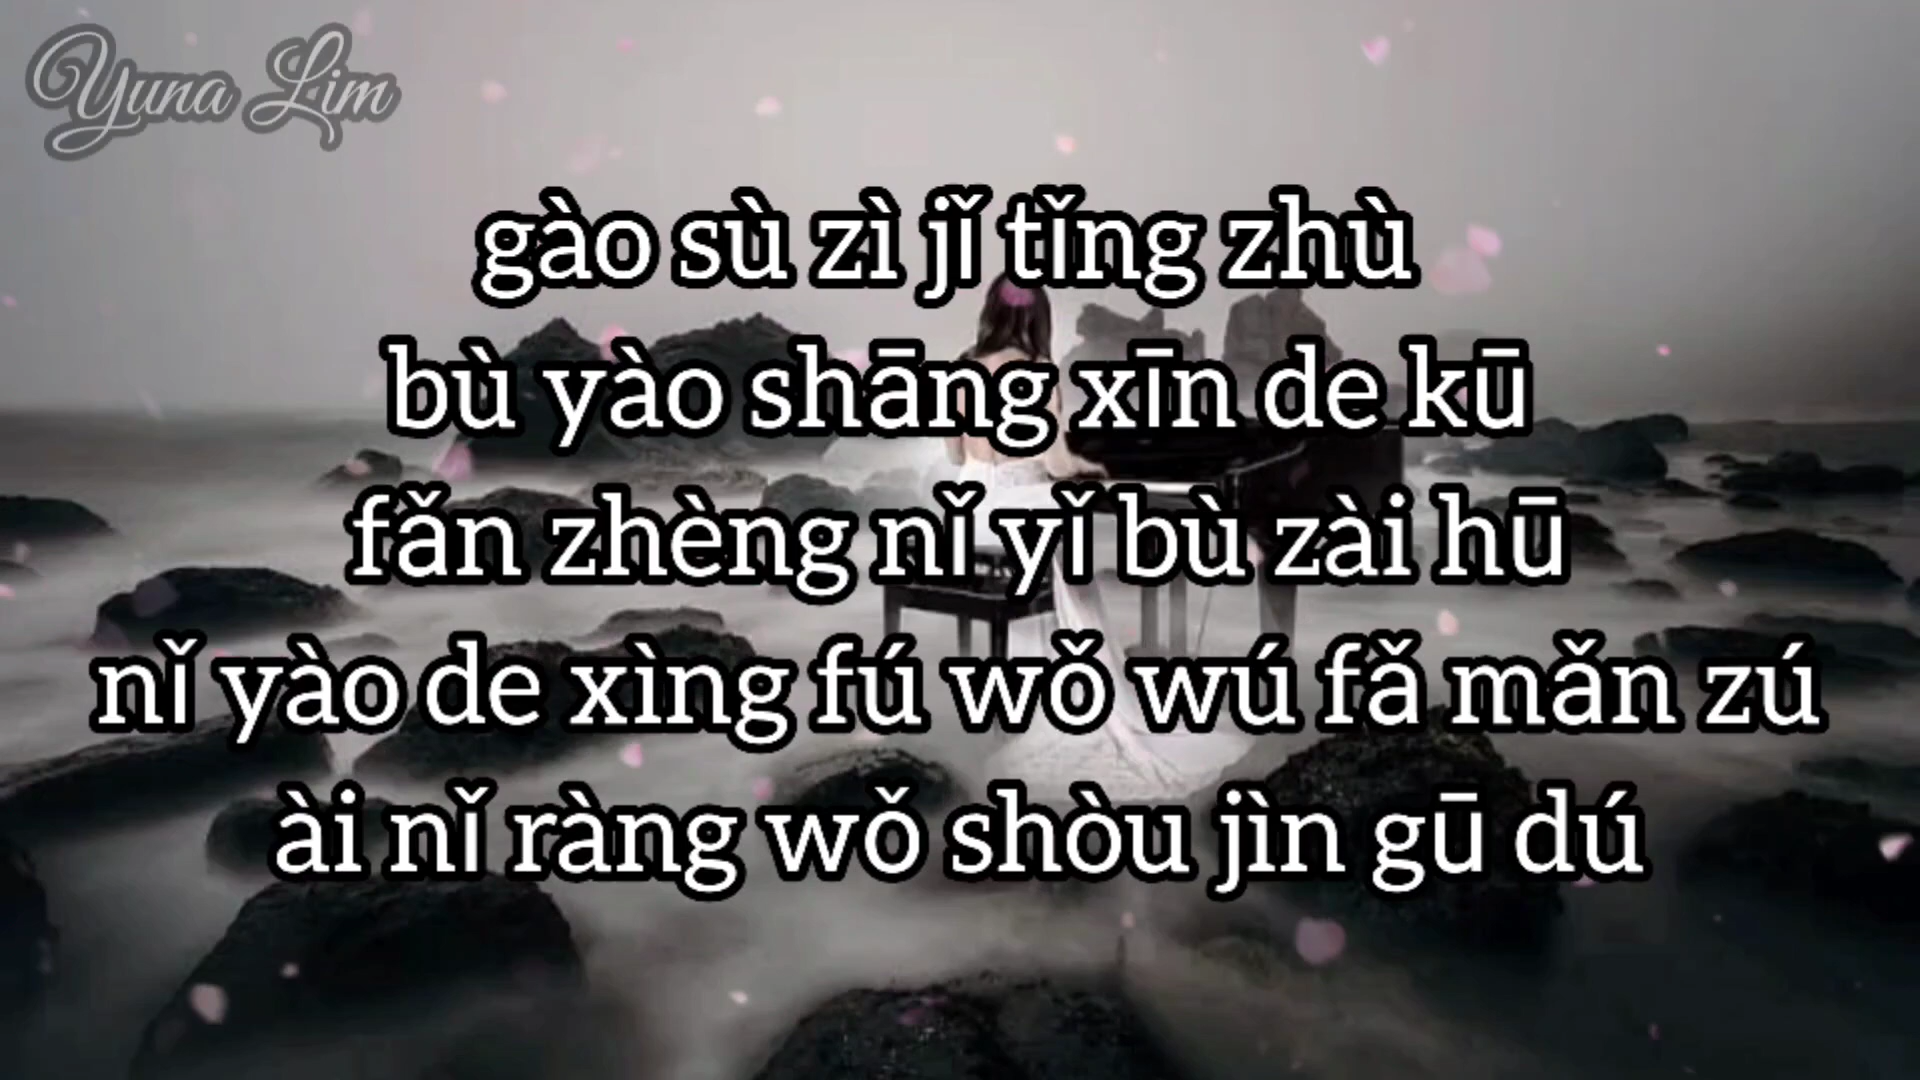 Yuna Lim
gào sù zì jǐ tǐng zhù
bù yào shāng xīn de kū
fǎn zhèng nǐ yǐ bù zài hū
nǐ yào de xìng fú wǒ wú fǎ mǎn zú
ài nǐ ràng wǒ shòu jìn gū dú